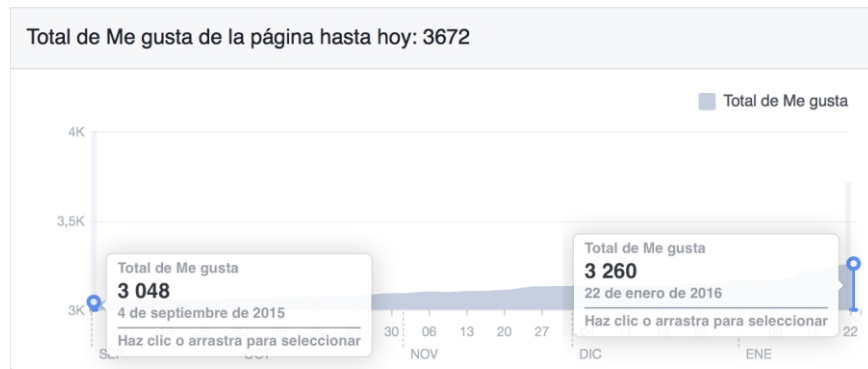 Total de Me gusta de la página hasta hoy: 3672
Total de Me gusta
4K
3,5K
3K
Total de Me gusta
3 048
4 de septiembre de 2015
Haz clic o arrastra para seleccionar
Total de Me gusta
3 260
22 de enero de 2016
Haz clic o arrastra para seleccionar
30 06 13 20 27 22
NOV DIC ENE